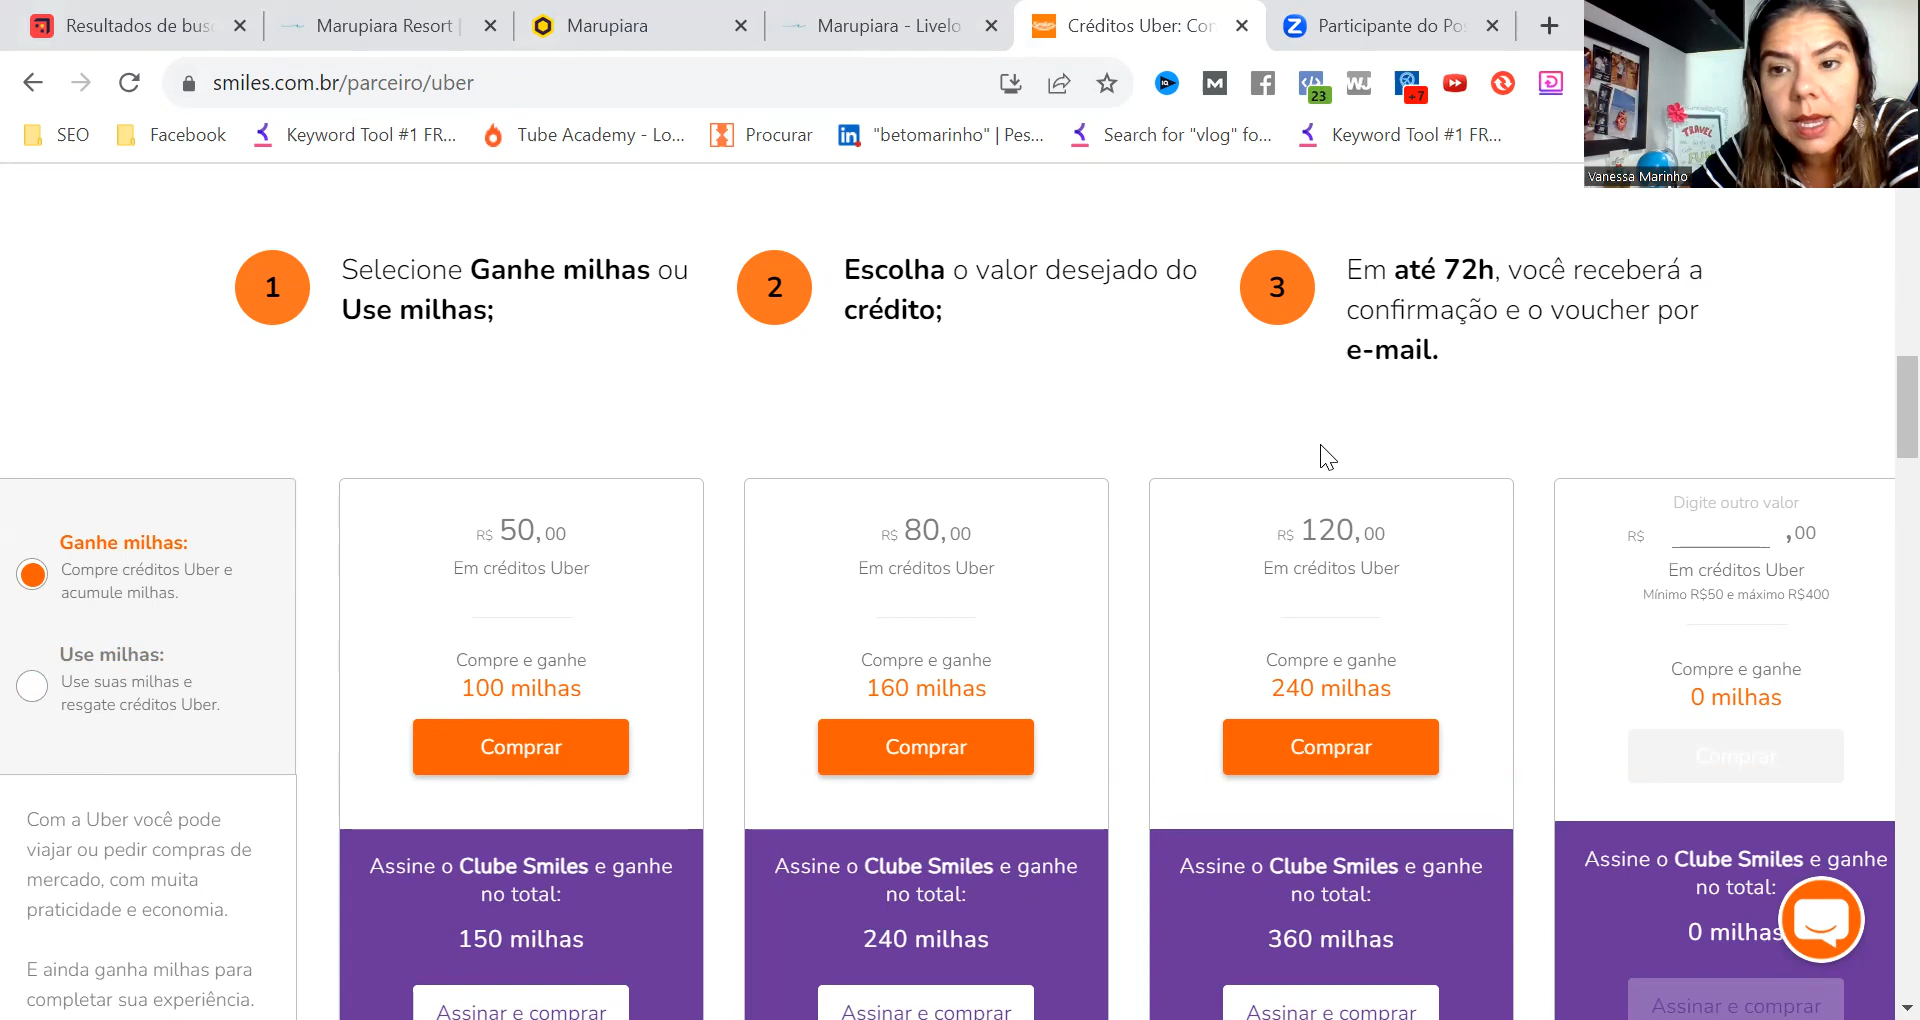 Resultados de busc
Marupiara Resort |
Marupiara
Marupiara - Livelo
Créditos Uber: Con
Participante do Po
smiles.com.br/parceiro/uber
23
+7
SEO
Facebook
Keyword Tool #1 FR...
Tube Academy - Lo...
Procurar
"betomarinho" | Pes...
Search for "vlog" fo...
Keyword Tool #1 FR...
TRAVEL
Vanessa Marinho
1
Selecione Ganhe milhas ou
Use milhas;
2
Escolha o valor desejado do
crédito;
3
Em até 72h, você receberá a
confirmação e o voucher por
e-mail.
Ganhe milhas:
Compre créditos Uber e
acumule milhas.
Use milhas:
Use suas milhas e
resgate créditos Uber.
Com a Uber você pode
viajar ou pedir compras de
mercado, com muita
praticidade e economia.
E ainda ganha milhas para
completar sua experiência.
R$ 50,00
Em créditos Uber
Compre e ganhe
100 milhas
Comprar
Assine o Clube Smiles e ganhe
no total:
150 milhas
Assinar e comprar
R$ 80,00
Em créditos Uber
Compre e ganhe
160 milhas
Comprar
Assine o Clube Smiles e ganhe
no total:
240 milhas
Assinar e comprar
R$ 120,00
Em créditos Uber
Compre e ganhe
240 milhas
Comprar
Assine o Clube Smiles e ganhe
no total:
360 milhas
Assinar e comprar
Digite outro valor
R$ ,00
Em créditos Uber
Mínimo R$50 e máximo R$400
Compre e ganhe
0 milhas
Comprar
Assine o Clube Smiles e ganhe
no total:
0 milhas
Assinar e comprar